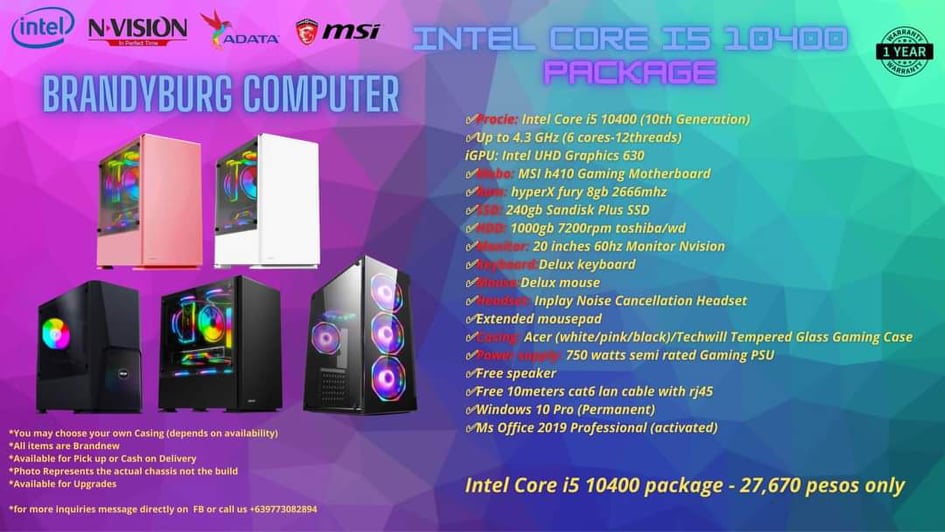 intel
N·VISION
In Perfect Time
ADATA
msi
INTEL CORE I5 10400
PACKAGE
WARRANTY
1 YEAR
WARRANTY
BRANDYBURG COMPUTER
✅Procie: Intel Core i5 10400 (10th Generation)
✅Up to 4.3 GHz (6 cores-12threads)
iGPU: Intel UHD Graphics 630
✅Mobo: MSI h410 Gaming Motherboard
✅Ram: hyperX fury 8gb 2666mhz
✅SSD: 240gb Sandisk Plus SSD
✅HDD: 1000gb 7200rpm toshiba/wd
✅Monitor: 20 inches 60hz Monitor Nvision
✅Keyboard:Delux keyboard
✅Mouse:Delux mouse
✅Headset: Inplay Noise Cancellation Headset
✅Extended mousepad
✅Casing: Acer (white/pink/black)/Techwill Tempered Glass Gaming Case
✅Power supply: 750 watts semi rated Gaming PSU
✅Free speaker
✅Free 10meters cat6 lan cable with rj45
✅Windows 10 Pro (Permanent)
✅Ms Office 2019 Professional (activated)
*You may choose your own Casing (depends on availability)
*All items are Brandnew
*Available for Pick up or Cash on Delivery
*Photo Represents the actual chassis not the build
*Available for Upgrades
*for more inquiries message directly on FB or call us +639773082894
Intel Core i5 10400 package - 27,670 pesos only